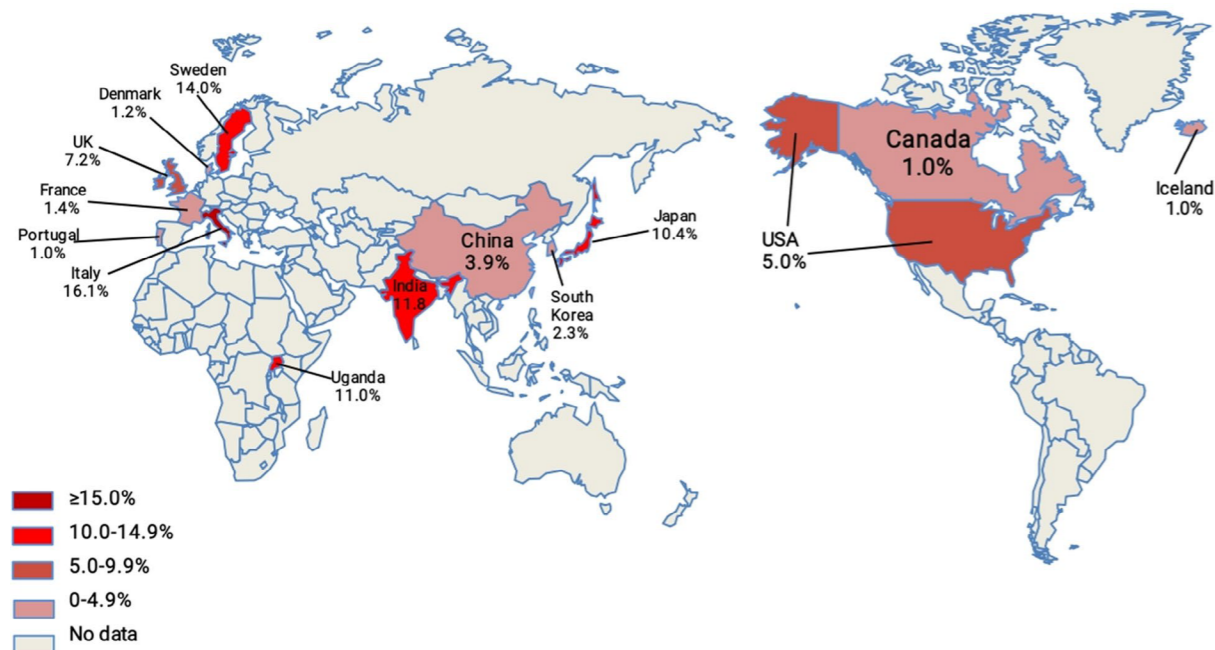 Sweden
14.0%
Denmark
1.2%
UK
7.2%
France
1.4%
Portugal
1.0%
Italy
16.1%
China
3.9%
India
11.8
Japan
10.4%
South
Korea
2.3%
Uganda
11.0%
Canada
1.0%
USA
5.0%
Iceland
1.0%
≥15.0%
10.0-14.9%
5.0-9.9%
0-4.9%
No data